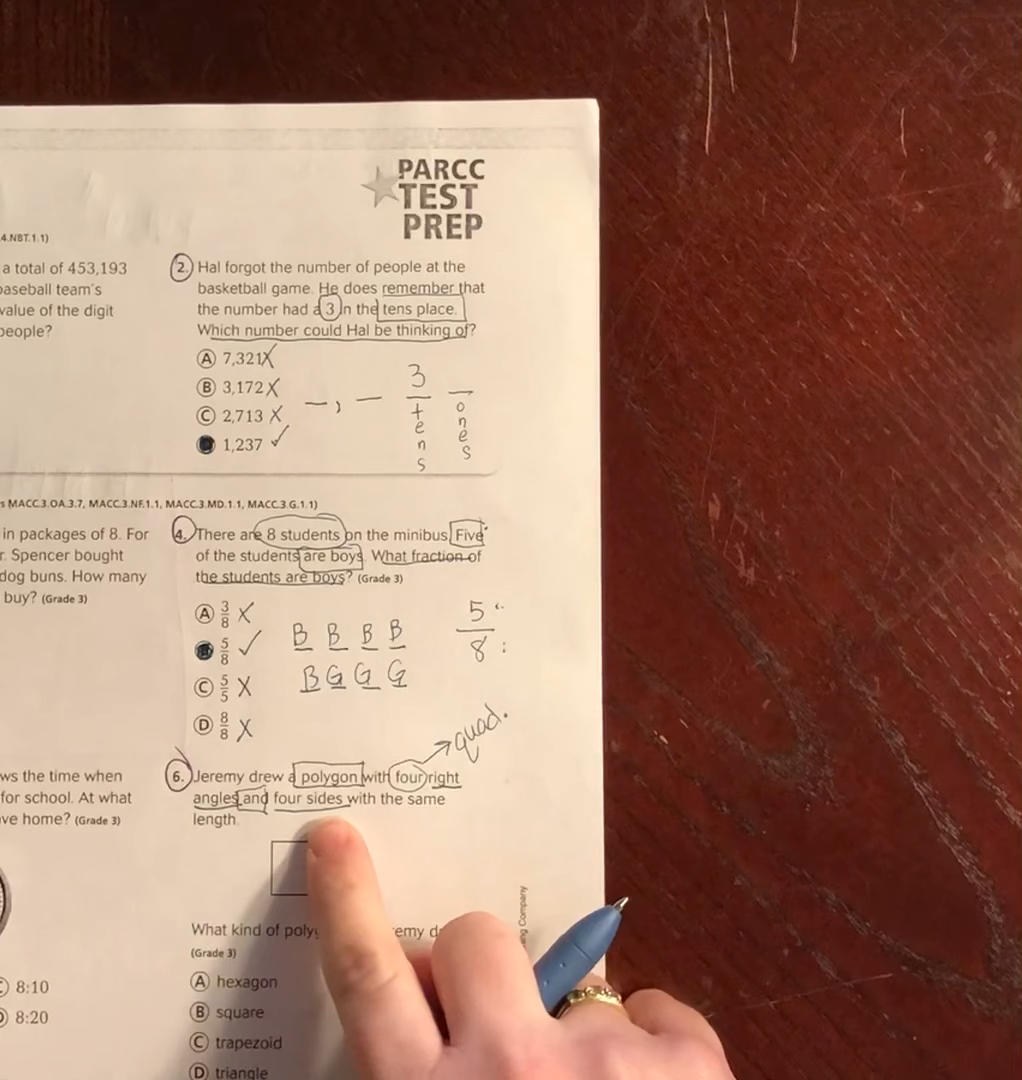 PARCC
TEST
PREP
4.NBT.1.1)
a total of 453,193
baseball team's
value of the digit
people?
2. Hal forgot the number of people at the
basketball game. He does remember that
the number had a 3 in the tens place.
Which number could Hal be thinking of?
A 7,321 X
B 3,172 X
C 2,713 X
1,237 ✓
3
tens
ones
s MACC.3.OA.3.7, MACC.3.NF.1.1, MACC.3.MD.1.1, MACC.3.G.1.1)
in packages of 8. For
r. Spencer bought
dog buns. How many
buy? (Grade 3)
4. There are 8 students on the minibus. Five
of the students are boys. What fraction of
the students are boys? (Grade 3)
A 3/8 X
5/8 ✓
C 5/5 X
D 8/8 X
B B B B
B G G G
5
8
quad.
ws the time when
for school. At what
ve home? (Grade 3)
8:10
8:20
6. Jeremy drew a polygon with four right
angles and four sides with the same
length.
What kind of
(Grade 3)
A hexagon
B square
C trapezoid
D triangle
Company